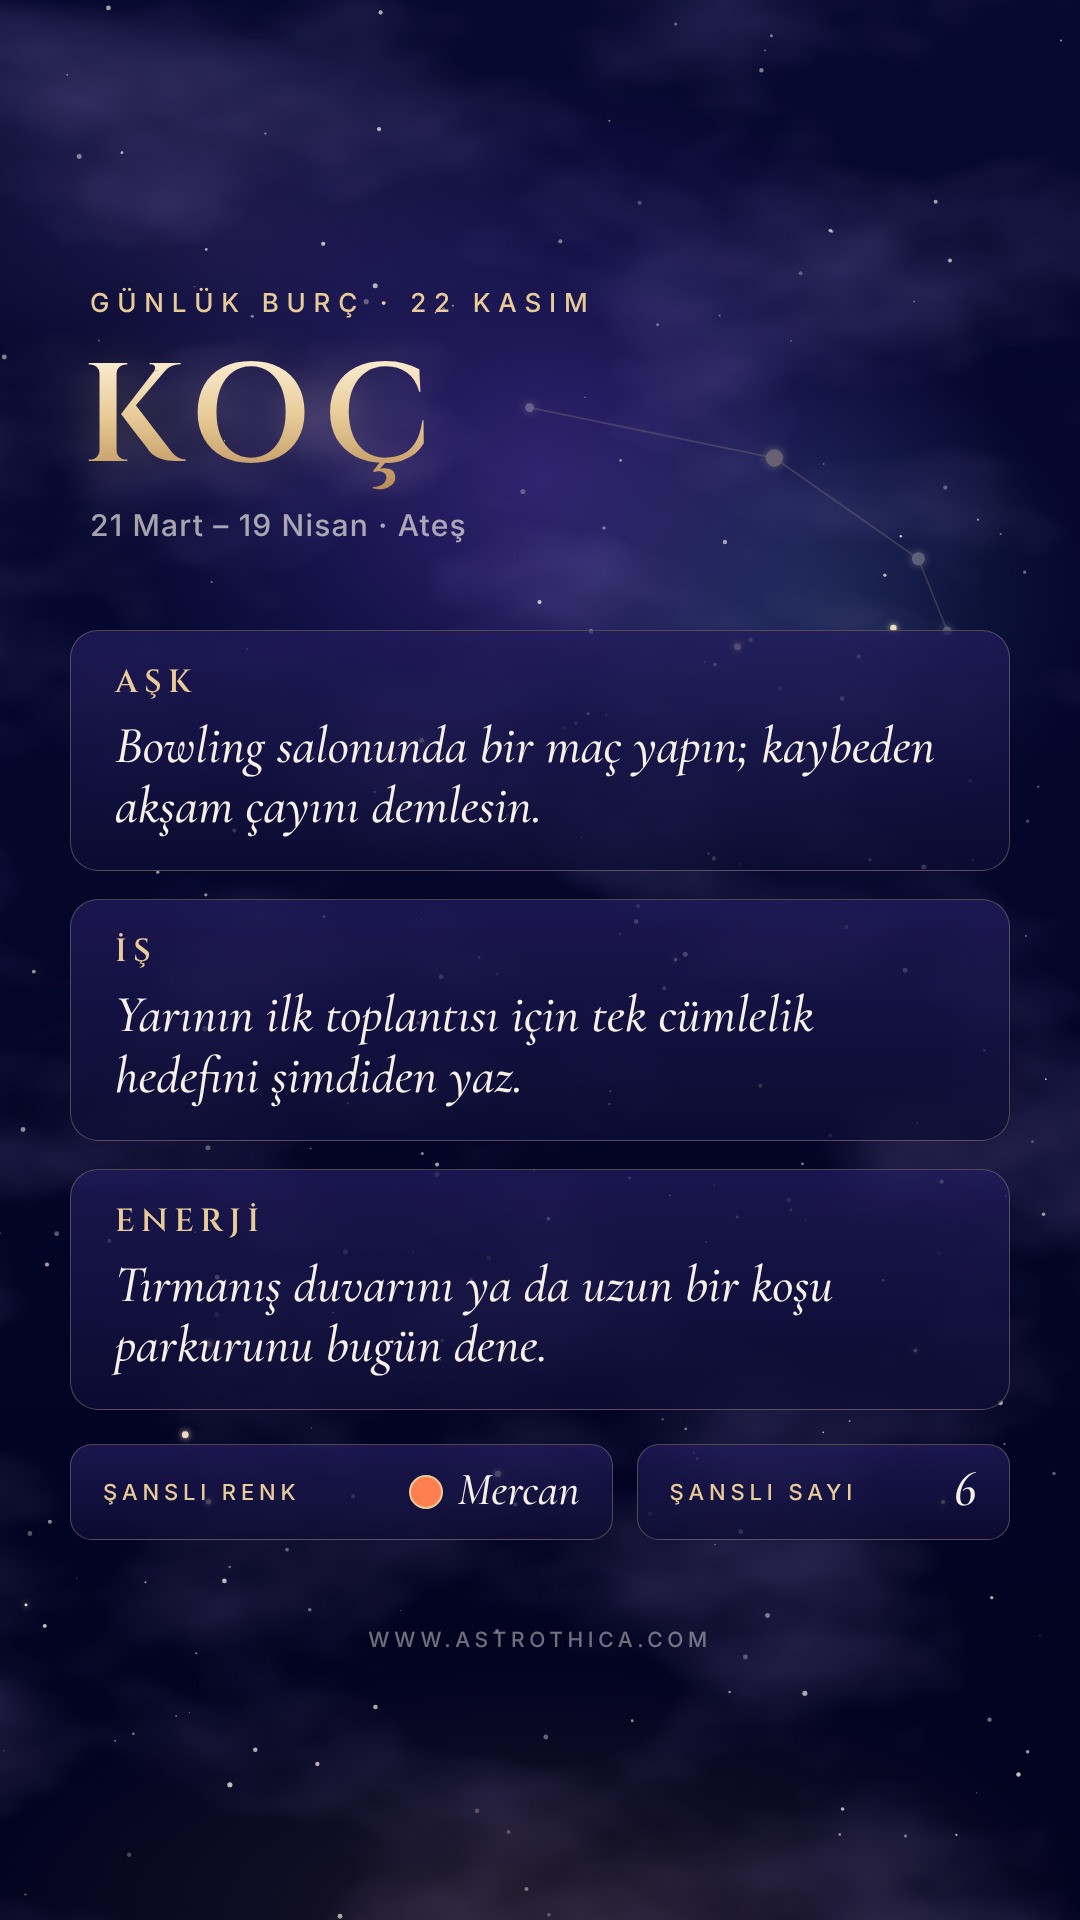 GÜNLÜK BURÇ · 22 KASIM
KOÇ
21 Mart – 19 Nisan · Ateş
AŞK
Bowling salonunda bir maç yapın; kaybeden
akşam çayını demlesin.
İŞ
Yarının ilk toplantısı için tek cümlelik
hedefini şimdiden yaz.
ENERJİ
Tırmanış duvarını ya da uzun bir koşu
parkurunu bugün dene.
ŞANSLI RENK Mercan
ŞANSLI SAYI 6
WWW.ASTROTHICA.COM